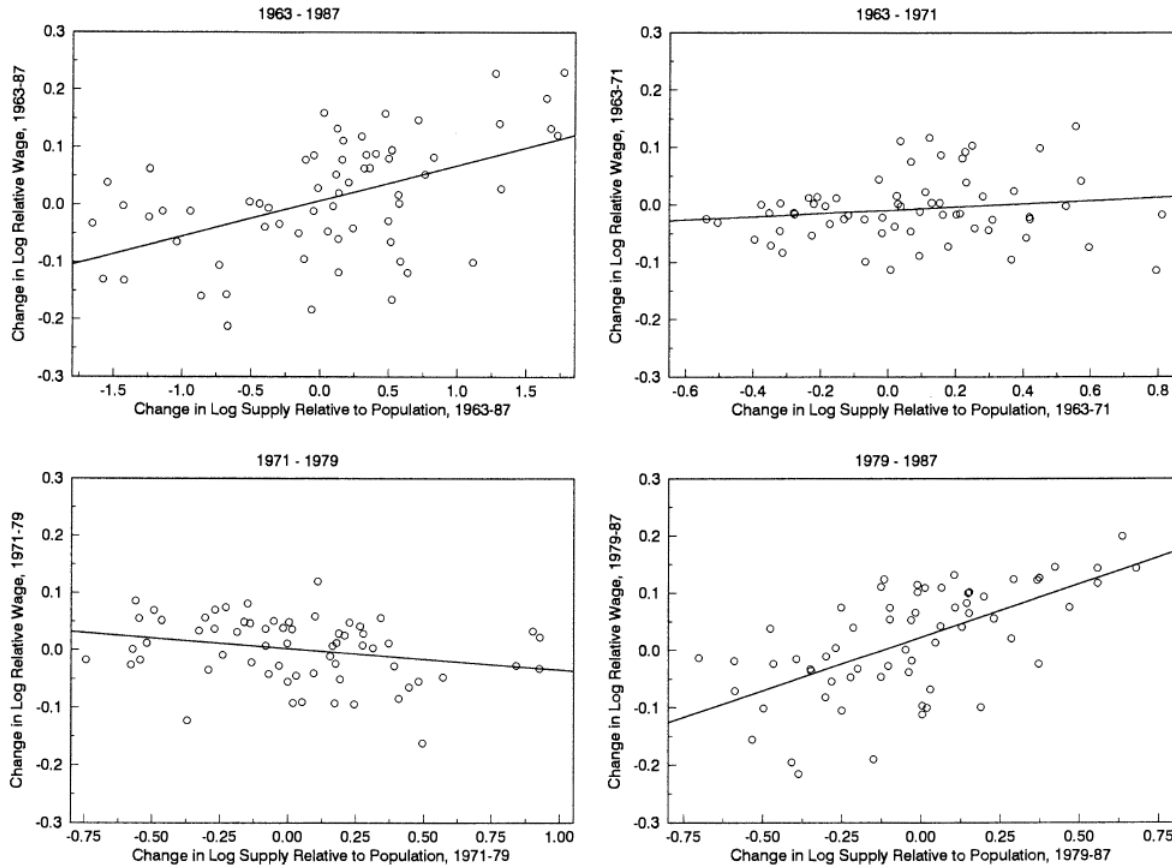 1963 - 1987
Change in Log Relative Wage, 1963-87
0.3
0.2
0.1
0.0
-0.1
-0.2
-0.3
-1.5 -1.0 -0.5 0.0 0.5 1.0 1.5
Change in Log Supply Relative to Population, 1963-87
1963 - 1971
Change in Log Relative Wage, 1963-71
0.3
0.2
0.1
0.0
-0.1
-0.2
-0.3
-0.6 -0.4 -0.2 0.0 0.2 0.4 0.6 0.8
Change in Log Supply Relative to Population, 1963-71
1971 - 1979
Change in Log Relative Wage, 1971-79
0.3
0.2
0.1
0.0
-0.1
-0.2
-0.3
-0.75 -0.50 -0.25 0.00 0.25 0.50 0.75 1.00
Change in Log Supply Relative to Population, 1971-79
1979 - 1987
Change in Log Relative Wage, 1979-87
0.3
0.2
0.1
0.0
-0.1
-0.2
-0.3
-0.75 -0.50 -0.25 0.00 0.25 0.50 0.75
Change in Log Supply Relative to Population, 1979-87